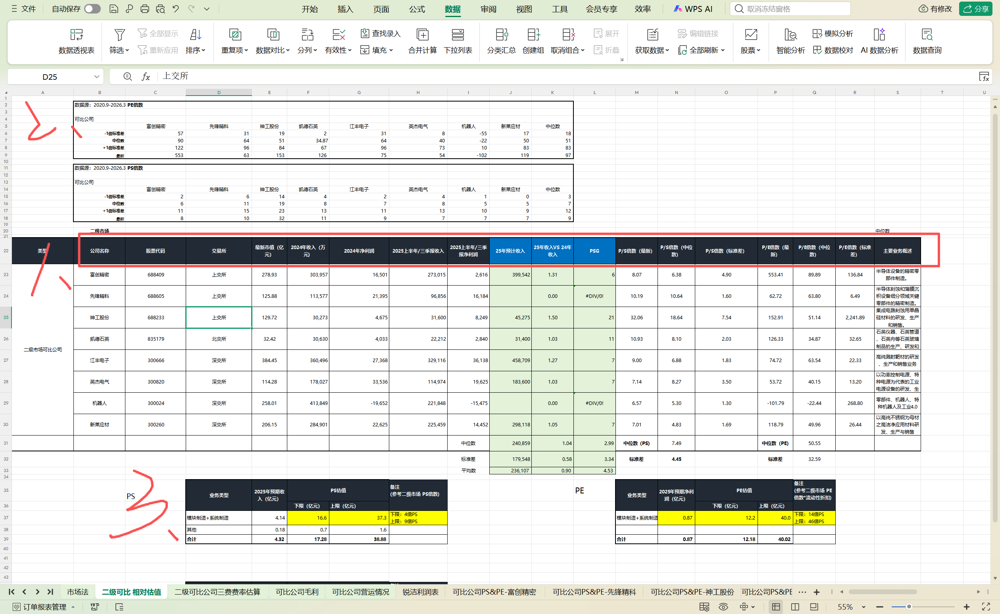 文件 自动保存 开始 插入 页面 公式 数据 审阅 视图 工具 会员专享 效率 WPS AI 取消冻结窗格 有修改 分享
数据透视表 筛选 全部显示 重新应用 排序 重复项 数据对比 分列 有效性 查找录入 填充 合并计算 下拉列表 分类汇总 创建组 取消组合 展开 折叠 获取数据 编辑链接 全部刷新 股票 智能分析 模拟分析 数据校对 AI 数据分析 数据查询
D25 fx 上交所
A B C D E F G H I J K L M N O P Q R S T U
1
2 数据源：2020.9-2026.3 PE倍数
3
4 可比公司
5 富创精密 先锋精科 神工股份 凯德石英 江丰电子 英杰电气 机器人 新莱应材 中位数
6 -1倍标准差 57 31 19 2 31 8 -55 17 18
7 中位数 90 64 51 34.87 64 40 -22 50 51
8 +1倍标准差 122 96 84 67 96 73 10 83 83
9 最新 553 63 153 126 75 54 -102 119 97
10
11 数据源：2020.9-2026.3 PS倍数
12
13 可比公司
14 富创精密 先锋精科 神工股份 凯德石英 江丰电子 英杰电气 机器人 新莱应材 中位数
15 -1倍标准差 2 6 14 4 2 4 1 0 3
16 中位数 6 11 19 8 7 8 5 5 7
17 +1倍标准差 11 15 23 13 11 13 10 9 12
18 最新 8 10 32 11 9 7 7 7 9
19
20 二级市场 中位数
21
22 类型 公司名称 股票代码 交易所 最新市值（亿元） 2024年收入（万元） 2024年净利润 2025上半年/三季报收入 2025上半年/三季报净利润 25年预计收入 25年收入VS 24年收入 PSG P/S倍数（最新） P/S倍数（中位数） P/S倍数（标准差） P/E倍数（最新） P/E倍数（中位数） P/E倍数（标准差） 主要业务概述
23 富创精密 688409 上交所 278.93 303,957 16,501 273,015 2,616 399,542 1.31 6 8.07 6.38 4.90 553.41 89.89 136.84 半导体设备的精密零部件制造。
24 先锋精科 688605 上交所 125.88 113,577 21,395 96,856 16,184 0.00 #DIV/0! 10.19 10.64 1.60 62.72 63.80 6.49 半导体刻蚀和薄膜沉积设备细分领域关键零部件的精密制造。
25 神工股份 688233 上交所 129.72 30,273 4,675 31,600 8,249 45,275 1.50 21 32.06 18.64 7.54 152.91 51.14 2,241.89 集成电路刻蚀用单晶硅材料的研发、生产和销售。
26 凯德石英 835179 北交所 32.42 30,630 4,033 22,212 2,840 31,400 1.03 11 10.93 8.10 2.03 126.33 34.87 32.65 石英仪器、石英管道、石英舟等石英玻璃制品的生产、研发和
二级市场可比公司
27 江丰电子 300666 深交所 384.45 360,496 27,368 329,116 36,138 458,709 1.27 7 9.00 6.88 1.83 74.72 63.54 22.33 高纯溅射靶材的研发、生产和销售业务
28 英杰电气 300820 深交所 114.28 178,027 33,536 114,974 19,625 183,600 1.03 7 7.14 8.27 3.50 53.72 40.15 13.20 以功率控制电源、特种电源为代表的工业电源设备的研发、生
29 机器人 300024 深交所 258.01 413,849 -19,652 221,848 -15,475 0.00 #DIV/0! 6.57 5.30 1.30 -101.79 -22.44 268.80 零部件、机器人、特种机器人及工业4.0
30 新莱应材 300260 深交所 206.15 284,901 22,625 225,459 14,452 298,118 1.05 7 7.01 4.83 1.69 118.79 49.96 26.44 以高纯不锈钢为母材之高洁净应用材料研发、生产与销售
31 中位数 240,859 1.04 2.99 中位数（PS） 7.49 中位数（PE） 50.55
32 标准差 179,548 0.58 3.34 标准差 4.45 标准差 32.59
33 平均数 236,107 0.90 4.53
34
35 PS 业务类型 2025年预期收入（亿元） PS估值 备注（参考二级市场 PS倍数） PE 业务类型 2025年预期净利润（亿元） PE估值 备注（参考二级市场 PE倍数*流动性折扣）
36 下限（亿元） 上限（亿元） 下限（亿元） 上限（亿元）
37 模块制造+系统制造 4.14 16.6 37.3 下限：4倍PS 上限：9倍PS 模块制造+系统制造 0.87 12.2 40.0 下限：14倍PS 上限：46倍PS
38 其他 0.18 0.7 1.6
39 合计 4.32 17.28 38.88 合计 0.87 12.18 40.02
40
41
42
43
1、
2、
3、
市场法 二级可比 相对估值 二级可比公司三费费率估算 可比公司毛利 可比公司营运情况 锐洁利润表 可比公司PS&PE-富创精密 可比公司PS&PE-先锋精科 可比公司PS&PE-神工股份 可比公司PS&PE
订单报表管理 55%